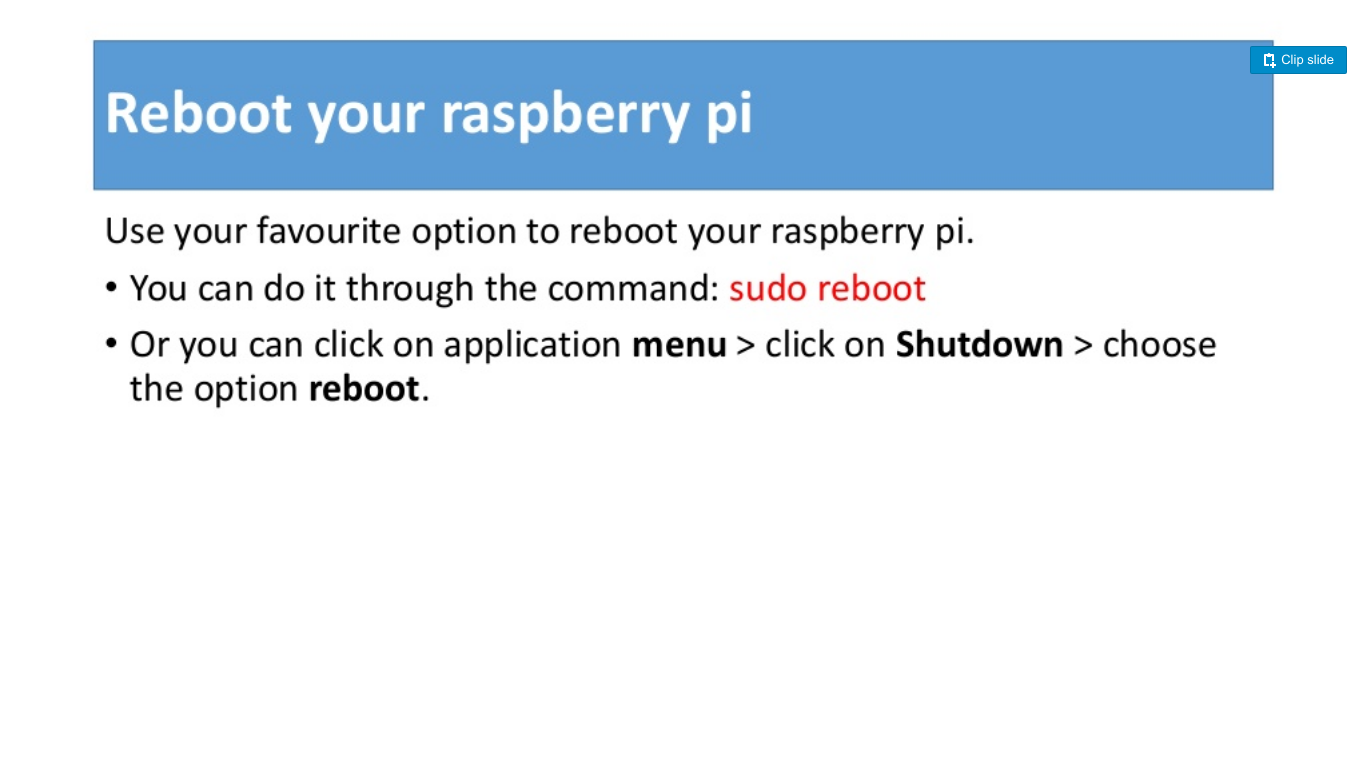 Clip slide
Reboot your raspberry pi
Use your favourite option to reboot your raspberry pi.
• You can do it through the command: sudo reboot
• Or you can click on application menu > click on Shutdown > choose
the option reboot.